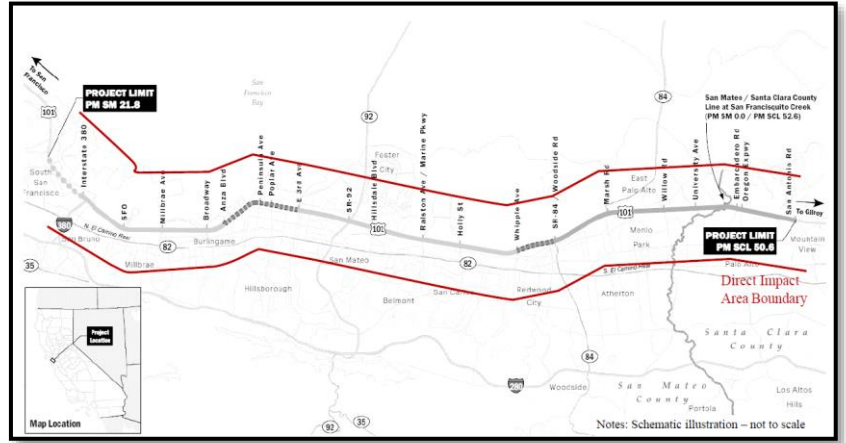 To San
Francisco
PROJECT LIMIT
PM SM 21.8
101
South
San
Francisco
Interstate 380
SFO
Millbrae Ave
Broadway
Anza Blvd
Peninsula Ave
Poplar Ave
E 3rd Ave
SR-92
Hillsdale Blvd
Ralston Ave / Marine Pkwy
Holly St
Whipple Ave
SR-84 / Woodside Rd
Marsh Rd
Willow Rd
University Ave
Embarcadero Rd
Oregon Expwy
San Antonio Rd
San
Francisco
Bay
92
Foster
City
101
84
East
Palo Alto
101
San Mateo / Santa Clara County
Line at San Francisquito Creek
(PM SM 0.0 / PM SCL 52.6)
To Gilroy
PROJECT LIMIT
PM SCL 50.6
Mountain
View
380
San Bruno
N. El Camino Real
82
Burlingame
35
Millbrae
San Mateo
82
Hillsborough
Belmont
San Carlos
Redwood
City
Menlo
Park
S. El Camino Real
Atherton
Palo Alto
Direct Impact
Area Boundary
Santa Clara
County
84
280
Woodside
San Mateo
County
Portola
Los Altos
Hills
92
35
Project
Location
Map Location
Notes: Schematic illustration – not to scale